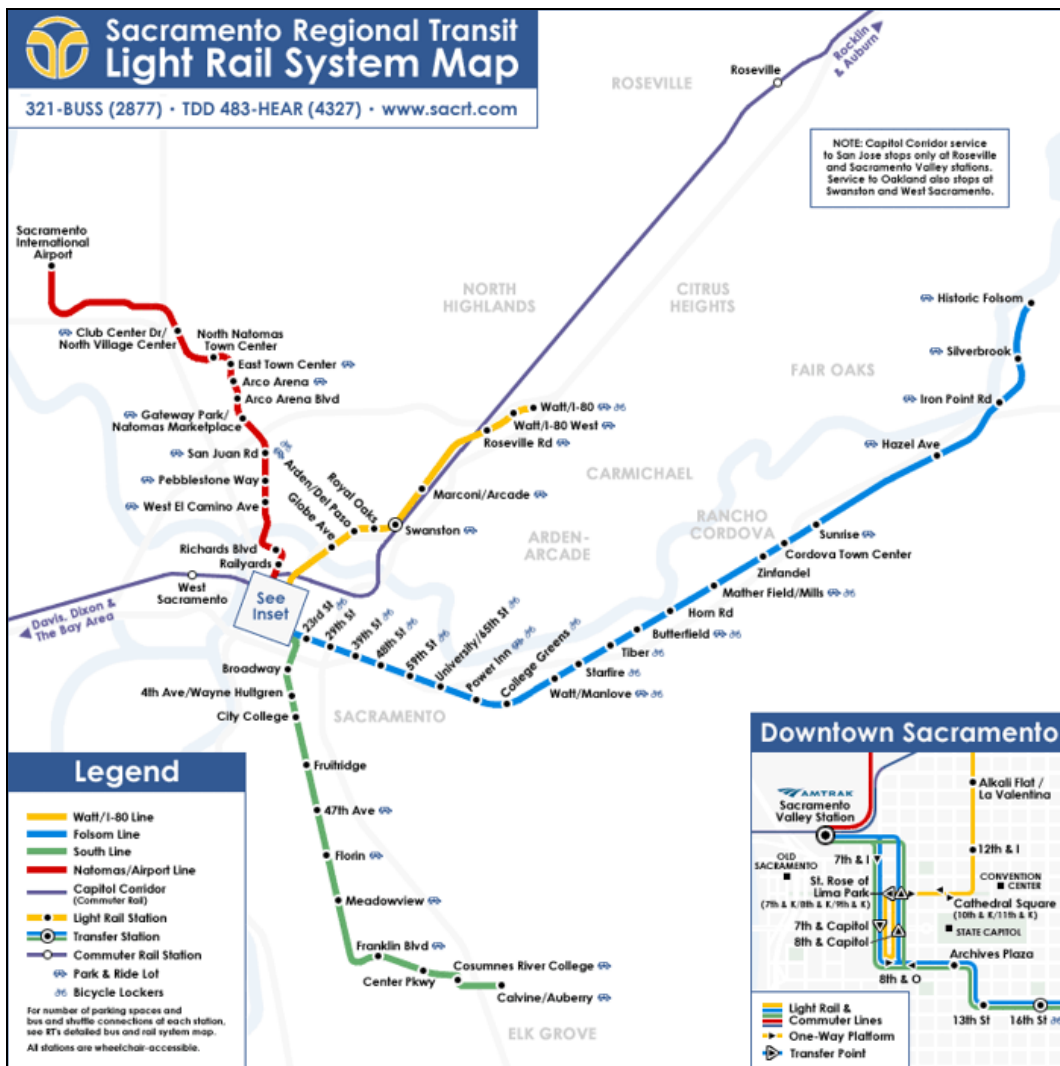 Sacramento Regional Transit
Light Rail System Map
321-BUSS (2877) · TDD 483-HEAR (4327) · www.sacrt.com
ROSEVILLE
Roseville
Rocklin
& Auburn
NOTE: Capitol Corridor service
to San Jose stops only at Roseville
and Sacramento Valley stations.
Service to Oakland also stops at
Swanston and West Sacramento.
Sacramento
International
Airport
NORTH
HIGHLANDS
CITRUS
HEIGHTS
Historic Folsom
Club Center Dr/
North Village Center
North Natomas
Town Center
East Town Center
Arco Arena
Arco Arena Blvd
Silverbrook
FAIR OAKS
Iron Point Rd
Gateway Park/
Natomas Marketplace
Watt/I-80
Watt/I-80 West
Roseville Rd
Hazel Ave
San Juan Rd
Arden/Del Paso
Royal Oaks
Globe Ave
Pebblestone Way
West El Camino Ave
CARMICHAEL
Marconi/Arcade
Swanston
RANCHO
CORDOVA
ARDEN-
ARCADE
Sunrise
Cordova Town Center
Zinfandel
Mather Field/Mills
Horn Rd
Butterfield
Tiber
Starfire
Watt/Manlove
Richards Blvd
Railyards
West
Sacramento
See
Inset
Davis, Dixon &
The Bay Area
23rd St
29th St
39th St
48th St
59th St
University/65th St
Power Inn
College Greens
Broadway
4th Ave/Wayne Hultgren
City College
SACRAMENTO
Fruitridge
47th Ave
Florin
Meadowview
Franklin Blvd
Center Pkwy
Cosumnes River College
Calvine/Auberry
ELK GROVE
Legend
Watt/I-80 Line
Folsom Line
South Line
Natomas/Airport Line
Capitol Corridor
(Commuter Rail)
Light Rail Station
Transfer Station
Commuter Rail Station
Park & Ride Lot
Bicycle Lockers
For number of parking spaces and
bus and shuttle connections at each station,
see RT's detailed bus and rail system map.
All stations are wheelchair-accessible.
Downtown Sacramento
AMTRAK
Sacramento
Valley Station
Alkali Flat /
La Valentina
OLD
SACRAMENTO
7th & I
12th & I
St. Rose of
Lima Park
(7th & K/8th & K/9th & K)
CONVENTION
CENTER
Cathedral Square
(10th & K/11th & K)
7th & Capitol
8th & Capitol
STATE CAPITOL
Archives Plaza
8th & O
13th St
16th St
Light Rail &
Commuter Lines
One-Way Platform
Transfer Point